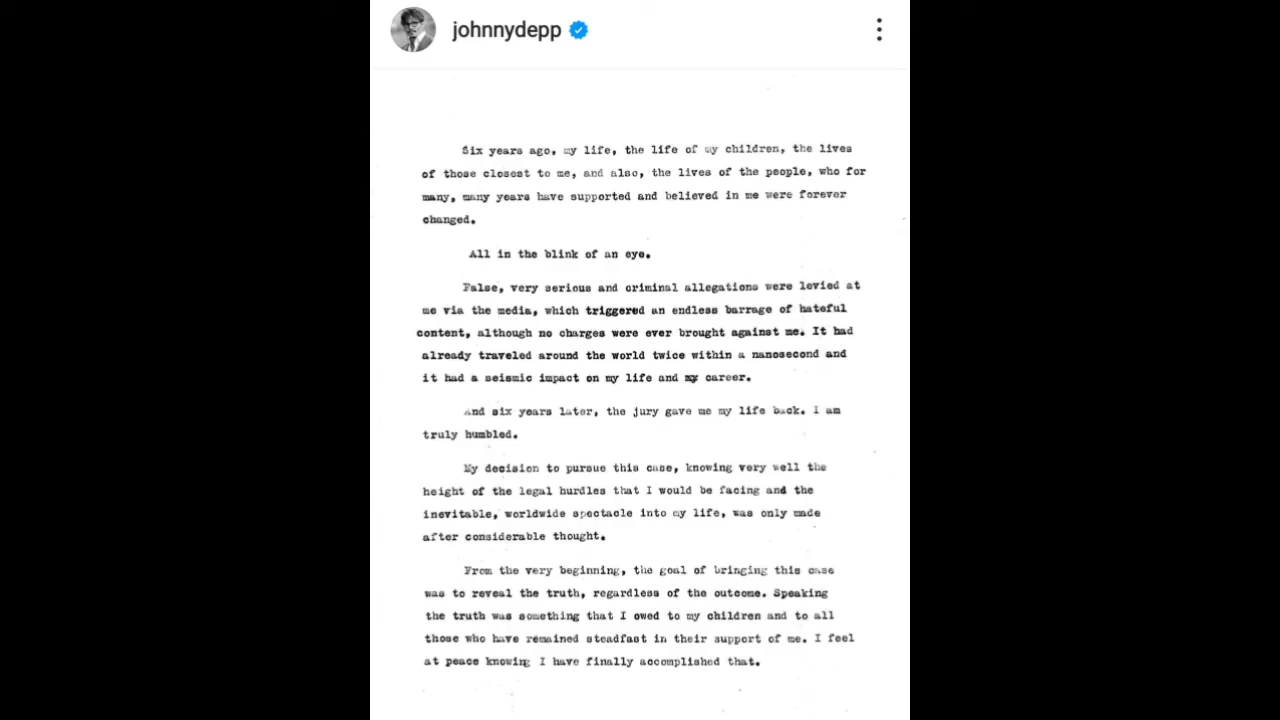 johnnydepp
Six years ago, my life, the life of my children, the lives
of those closest to me, and also, the lives of the people, who for
many, many years have supported and believed in me were forever
changed.
All in the blink of an eye.
False, very serious and criminal allegations were levied at
me via the media, which triggered an endless barrage of hateful
content, although no charges were ever brought against me. It had
already traveled around the world twice within a nanosecond and
it had a seismic impact on my life and my career.
And six years later, the jury gave me my life back. I am
truly humbled.
My decision to pursue this case, knowing very well the
height of the legal hurdles that I would be facing and the
inevitable, worldwide spectacle into my life, was only made
after considerable thought.
From the very beginning, the goal of bringing this case
was to reveal the truth, regardless of the outcome. Speaking
the truth was something that I owed to my children and to all
those who have remained steadfast in their support of me. I feel
at peace knowing I have finally accomplished that.